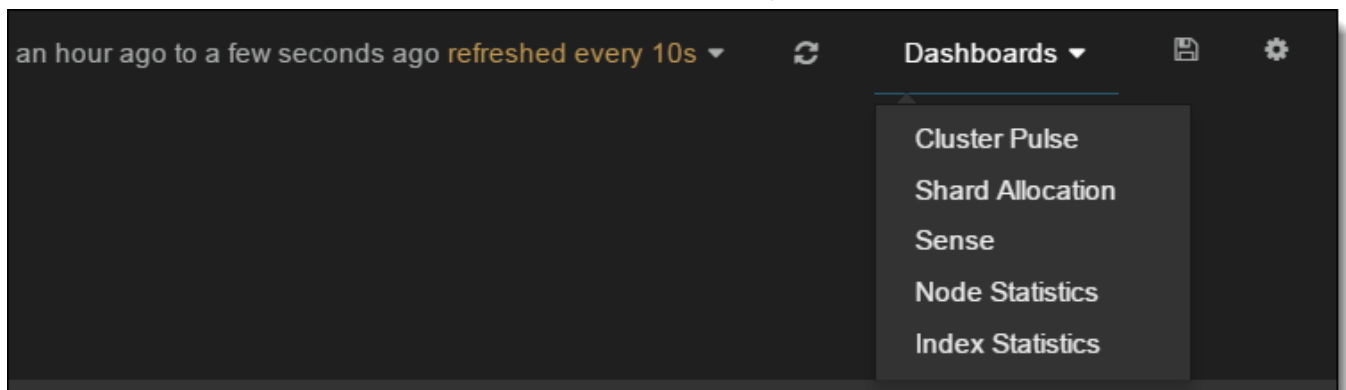 an hour ago to a few seconds ago refreshed every 10s Dashboards
Cluster Pulse
Shard Allocation
Sense
Node Statistics
Index Statistics